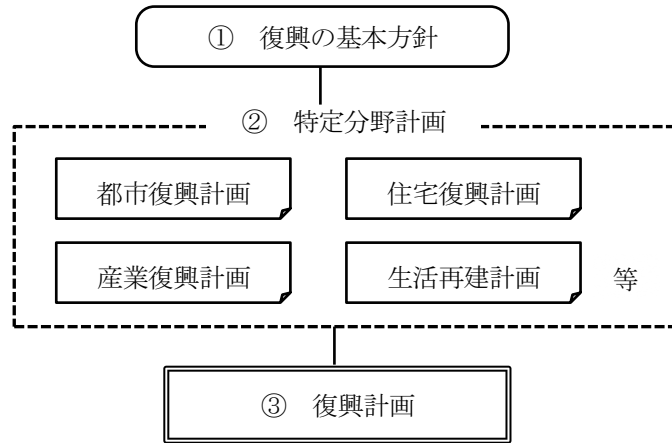 ① 復興の基本方針
② 特定分野計画
都市復興計画
住宅復興計画
産業復興計画
生活再建計画
等
③ 復興計画